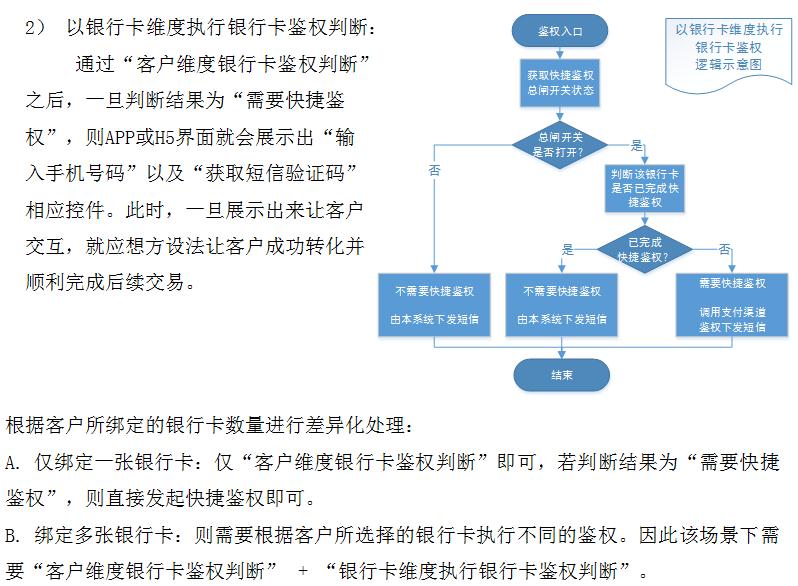 2） 以银行卡维度执行银行卡鉴权判断：
通过“客户维度银行卡鉴权判断”
之后，一旦判断结果为“需要快捷鉴
权”，则APP或H5界面就会展示出“输
入手机号码”以及“获取短信验证码”
相应控件。此时，一旦展示出来让客户
交互，就应想方设法让客户成功转化并
顺利完成后续交易。
鉴权入口
以银行卡维度执行
银行卡鉴权
逻辑示意图
获取快捷鉴权
总闸开关状态
总闸开关
是否打开？
否
是
判断该银行卡
是否已完成快
捷鉴权
已完成
快捷鉴权？
是
否
不需要快捷鉴权
由本系统下发短信
不需要快捷鉴权
由本系统下发短信
需要快捷鉴权
调用支付渠道
鉴权下发短信
结束
根据客户所绑定的银行卡数量进行差异化处理：
A. 仅绑定一张银行卡：仅“客户维度银行卡鉴权判断”即可，若判断结果为“需要快捷
鉴权”，则直接发起快捷鉴权即可。
B. 绑定多张银行卡：则需要根据客户所选择的银行卡执行不同的鉴权。因此该场景下需
要“客户维度银行卡鉴权判断” + “银行卡维度执行银行卡鉴权判断”。